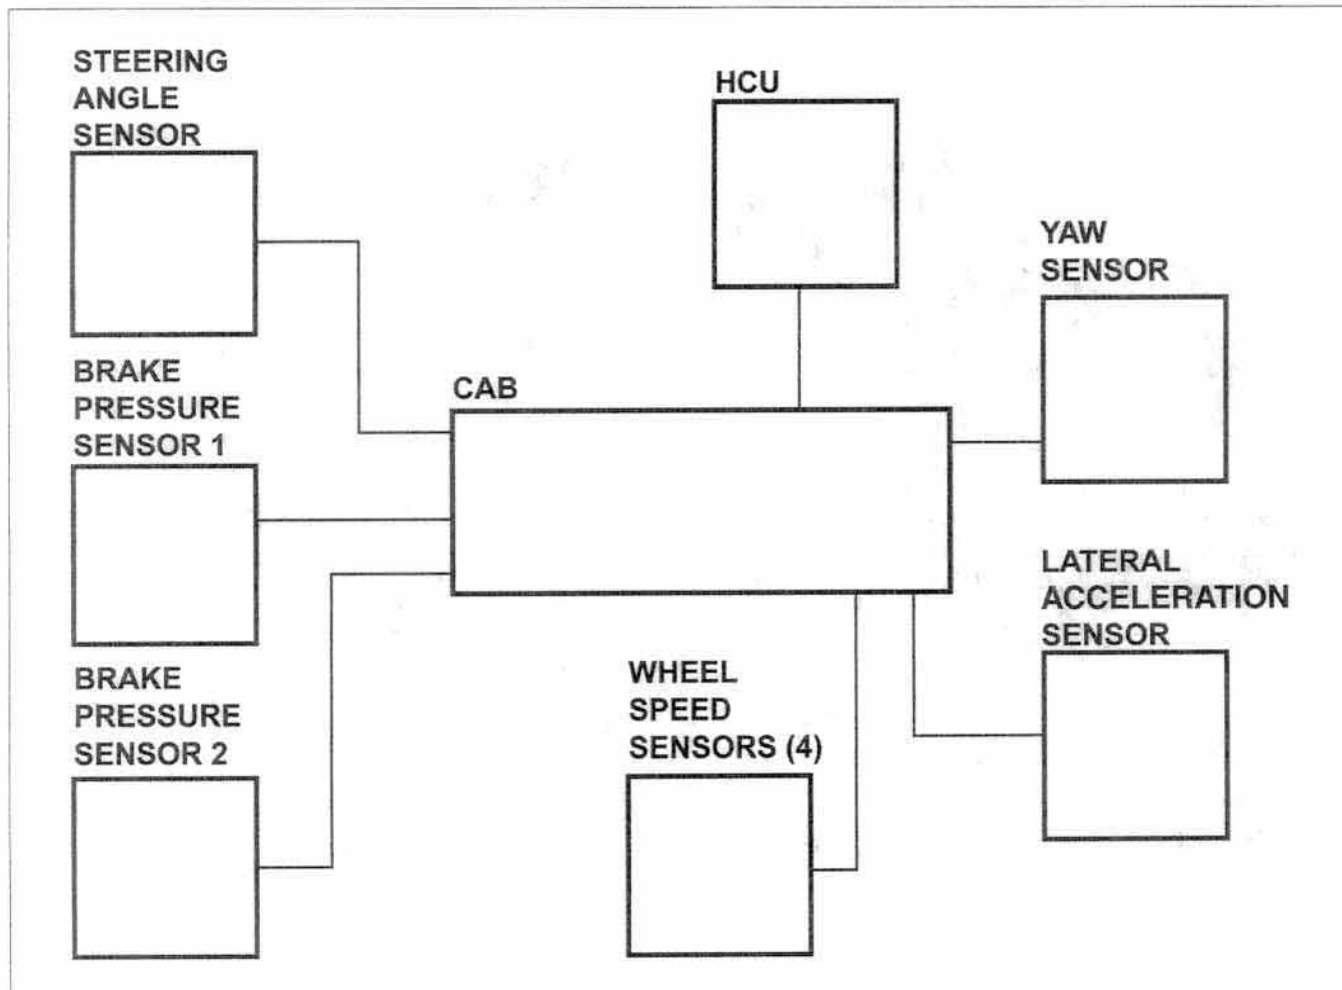 STEERING
ANGLE
SENSOR
HCU
YAW
SENSOR
BRAKE
PRESSURE
SENSOR 1
CAB
LATERAL
ACCELERATION
SENSOR
BRAKE
PRESSURE
SENSOR 2
WHEEL
SPEED
SENSORS (4)